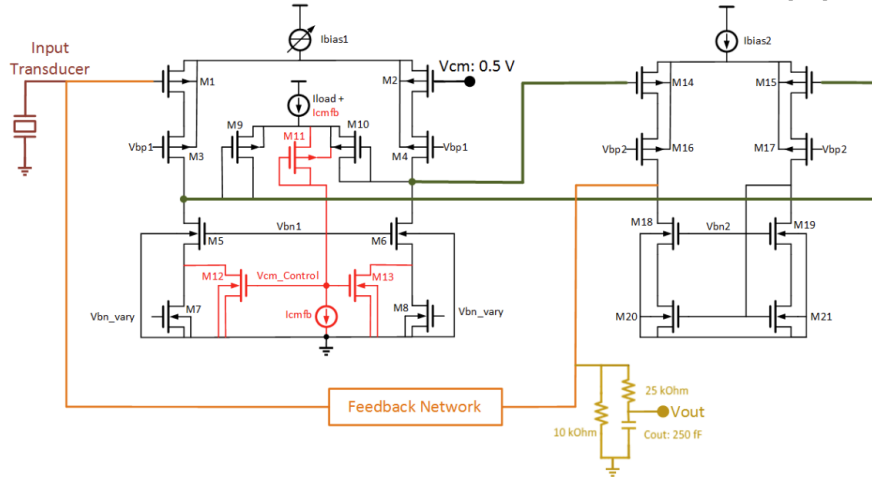 Input
Transducer
Ibias1
Ibias2
M1
M2
Vcm: 0.5 V
M14
M15
Iload +
Icmfb
M9
M11
M10
Vbp1
M3
M4
Vbp1
Vbp2
M16
M17
Vbp2
M5
Vbn1
M6
M18
Vbn2
M19
M12
Vcm_Control
M13
M7
M8
Vbn_vary
Icmfb
Vbn_vary
M20
M21
Feedback Network
25 kOhm
Vout
10 kOhm
Cout: 250 fF